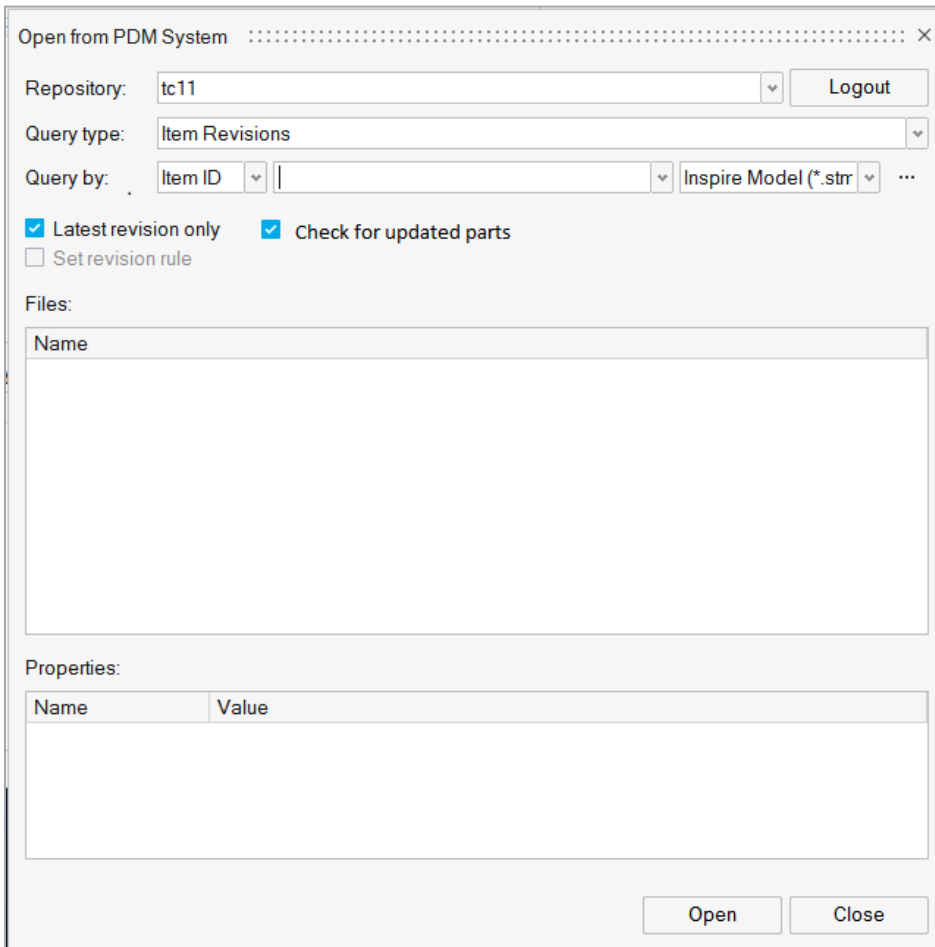 Open from PDM System
Repository: tc11 Logout
Query type: Item Revisions
Query by: Item ID Inspire Model (*.stm ...
Latest revision only Check for updated parts
Set revision rule
Files:
Name
Properties:
Name Value
Open Close